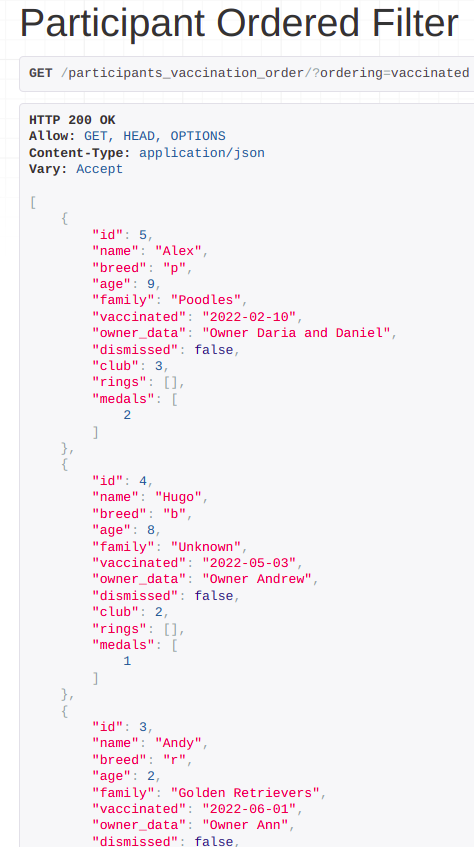 Participant Ordered Filter
GET /participants_vaccination_order/?ordering=vaccinated
HTTP 200 OK
Allow: GET, HEAD, OPTIONS
Content-Type: application/json
Vary: Accept
[
    {
        "id": 5,
        "name": "Alex",
        "breed": "p",
        "age": 9,
        "family": "Poodles",
        "vaccinated": "2022-02-10",
        "owner_data": "Owner Daria and Daniel",
        "dismissed": false,
        "club": 3,
        "rings": [],
        "medals": [
            2
        ]
    },
    {
        "id": 4,
        "name": "Hugo",
        "breed": "b",
        "age": 8,
        "family": "Unknown",
        "vaccinated": "2022-05-03",
        "owner_data": "Owner Andrew",
        "dismissed": false,
        "club": 2,
        "rings": [],
        "medals": [
            1
        ]
    },
    {
        "id": 3,
        "name": "Andy",
        "breed": "r",
        "age": 2,
        "family": "Golden Retrievers",
        "vaccinated": "2022-06-01",
        "owner_data": "Owner Ann",
        "dismissed": false,